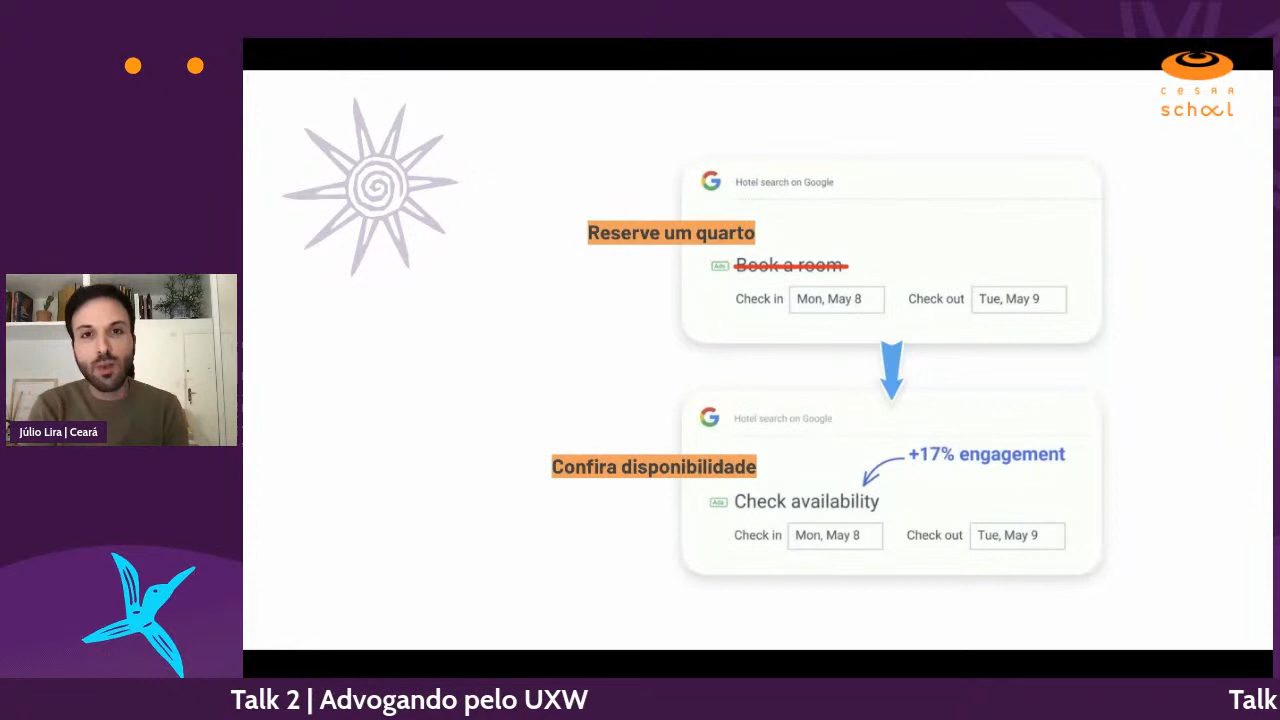 cesar
school
Hotel search on Google
Reserve um quarto
Ads
Book a room
Check in
Mon, May 8
Check out
Tue, May 9
Júlio Lira | Ceará
Hotel search on Google
+17% engagement
Confira disponibilidade
Ads
Check availability
Check in
Mon, May 8
Check out
Tue, May 9
Talk 2 | Advogando pelo UXW
Talk